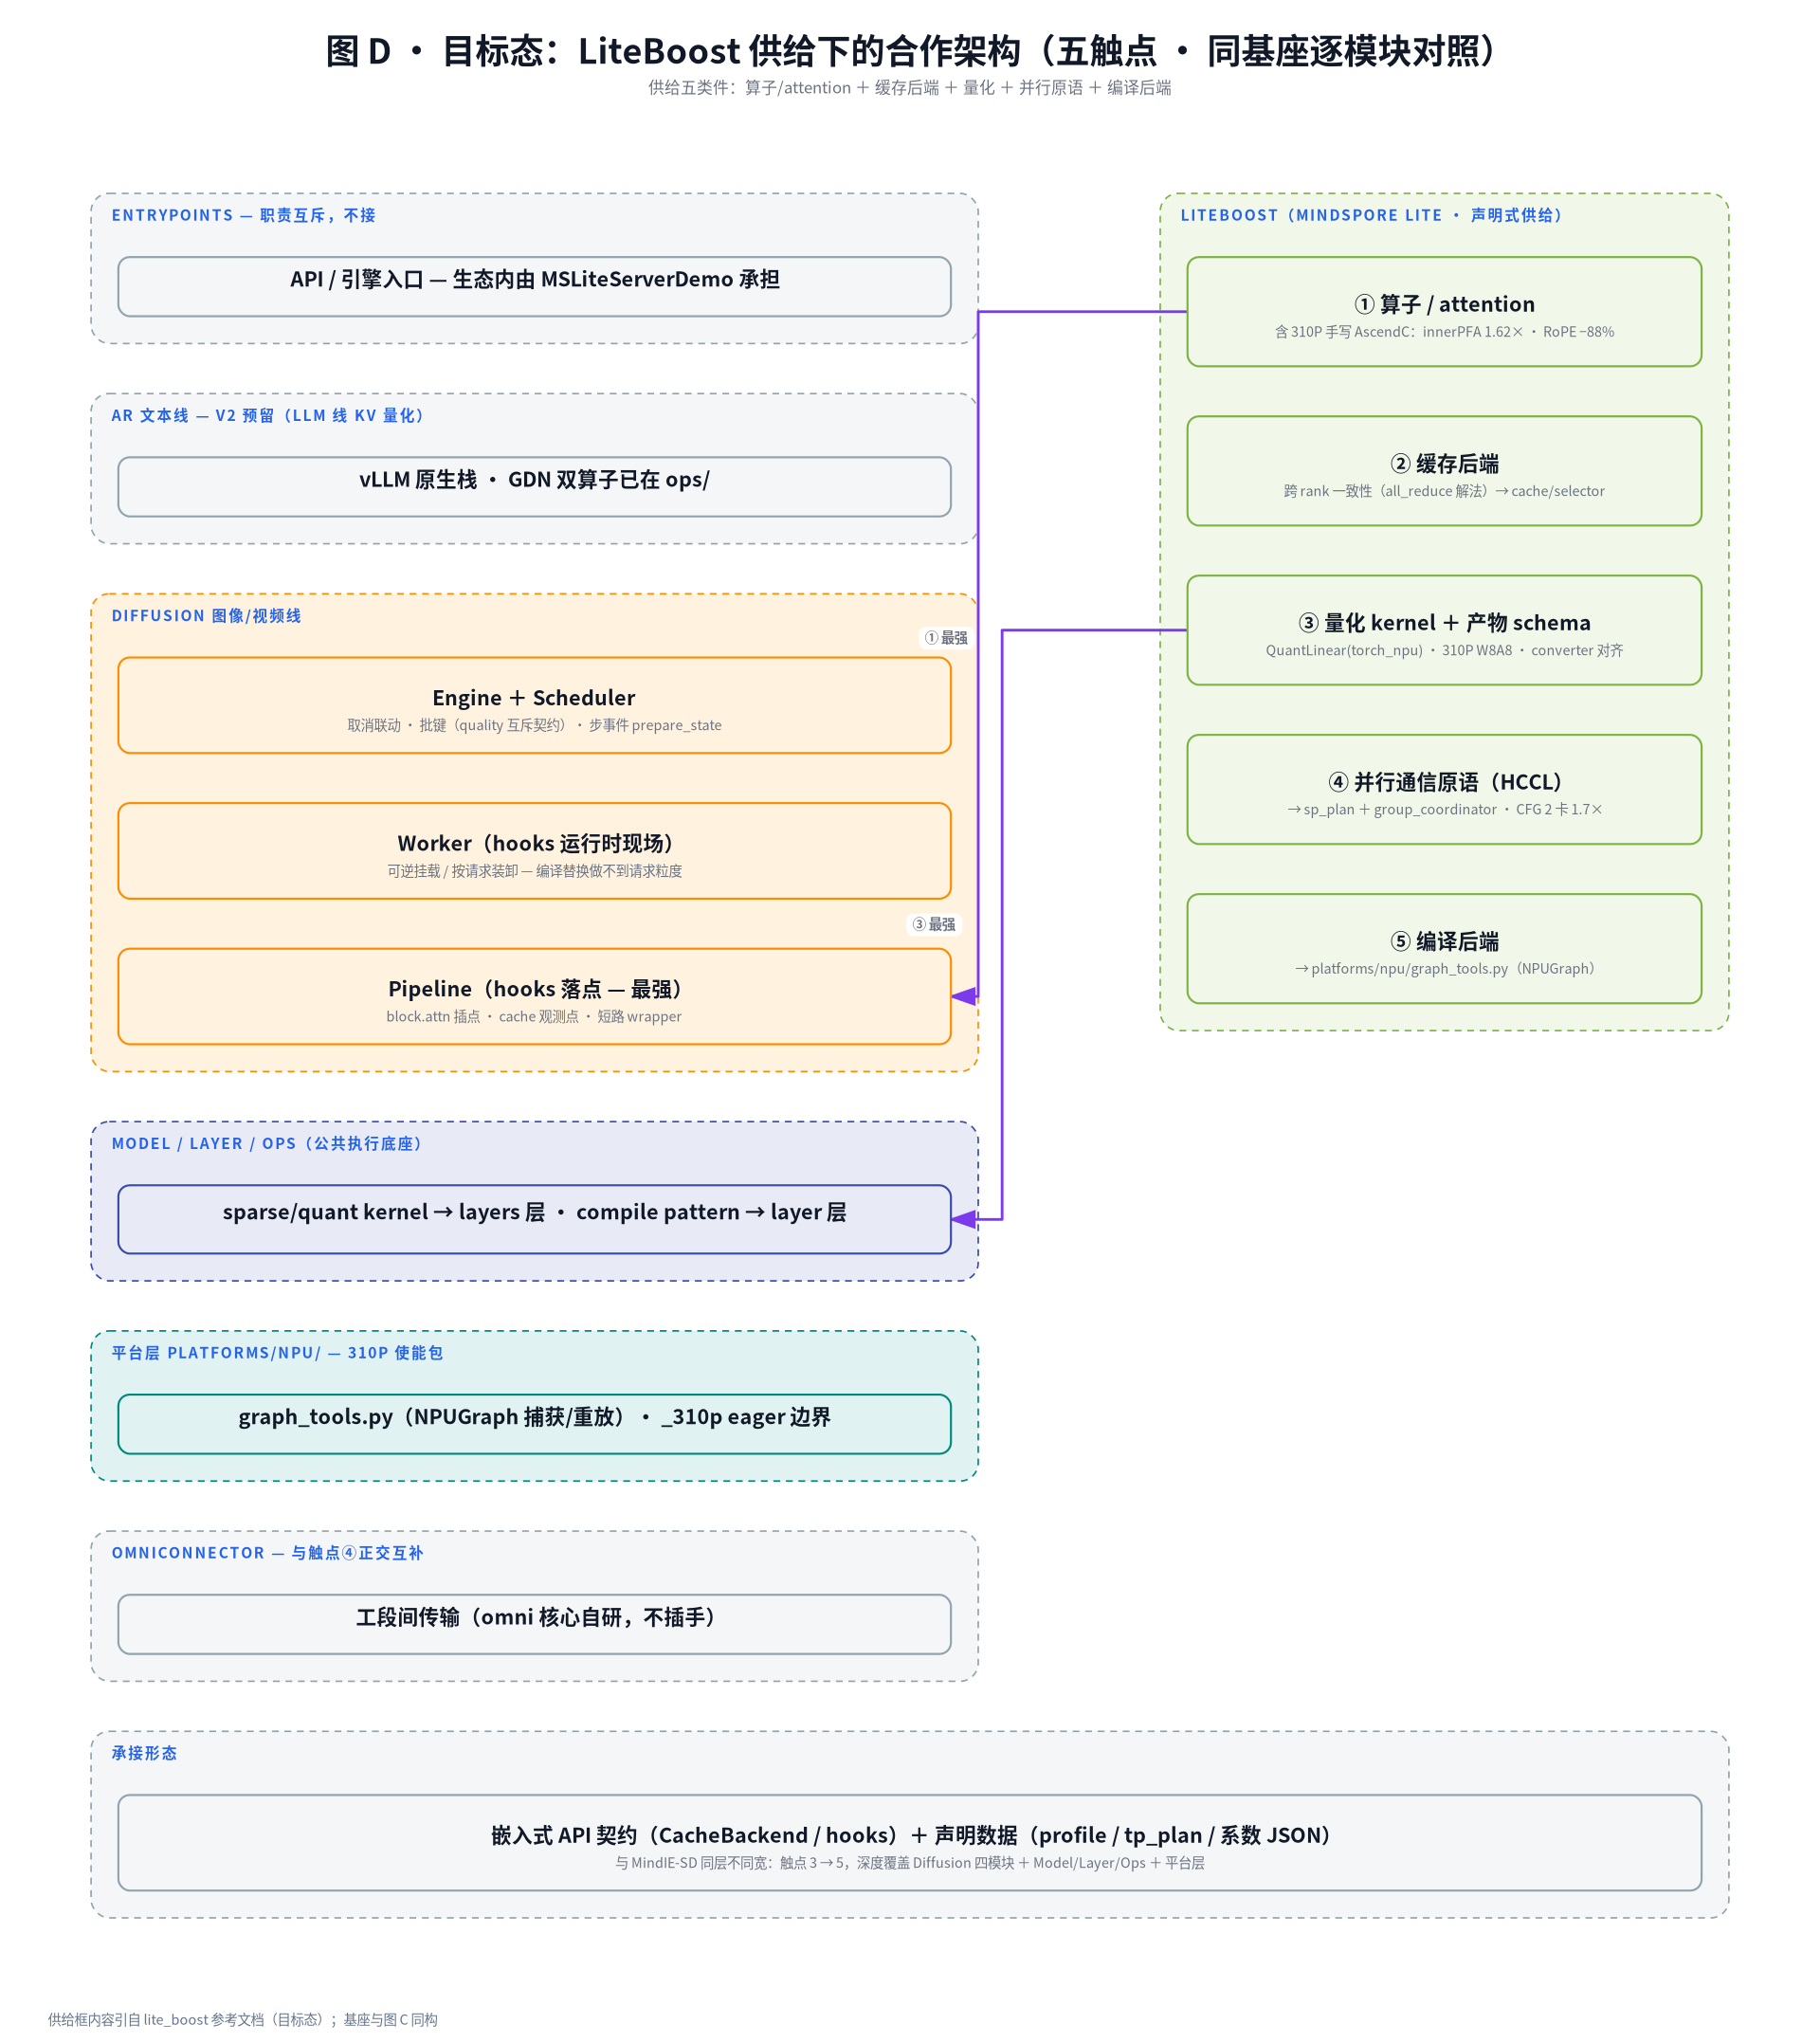 图 D · 目标态：LiteBoost 供给下的合作架构（五触点 · 同基座逐模块对照）
供给五类件：算子/attention ＋ 缓存后端 ＋ 量化 ＋ 并行原语 ＋ 编译后端
ENTRYPOINTS — 职责互斥，不接
API / 引擎入口 — 生态内由 MSLiteServerDemo 承担
AR 文本线 — V2 预留（LLM 线 KV 量化）
vLLM 原生栈 · GDN 双算子已在 ops/
DIFFUSION 图像/视频线
① 最强
Engine ＋ Scheduler
取消联动 · 批键（quality 互斥契约） · 步事件 prepare_state
Worker（hooks 运行时现场）
可逆挂载 / 按请求装卸 — 编译替换做不到请求粒度
③ 最强
Pipeline（hooks 落点 — 最强）
block.attn 插点 · cache 观测点 · 短路 wrapper
MODEL / LAYER / OPS（公共执行底座）
sparse/quant kernel → layers 层 · compile pattern → layer 层
平台层 PLATFORMS/NPU/ — 310P 使能包
graph_tools.py（NPUGraph 捕获/重放） · _310p eager 边界
OMNICONNECTOR — 与触点④正交互补
工段间传输（omni 核心自研，不插手）
LITEBOOST（MINDSPORE LITE · 声明式供给）
① 算子 / attention
含 310P 手写 AscendC：innerPFA 1.62× · RoPE −88%
② 缓存后端
跨 rank 一致性（all_reduce 解法）→ cache/selector
③ 量化 kernel ＋ 产物 schema
QuantLinear(torch_npu) · 310P W8A8 · converter 对齐
④ 并行通信原语（HCCL）
→ sp_plan ＋ group_coordinator · CFG 2 卡 1.7×
⑤ 编译后端
→ platforms/npu/graph_tools.py（NPUGraph）
承接形态
嵌入式 API 契约（CacheBackend / hooks）＋ 声明数据（profile / tp_plan / 系数 JSON）
与 MindIE-SD 同层不同宽：触点 3 → 5，深度覆盖 Diffusion 四模块 ＋ Model/Layer/Ops ＋ 平台层
供给框内容引自 lite_boost 参考文档（目标态）；基座与图 C 同构